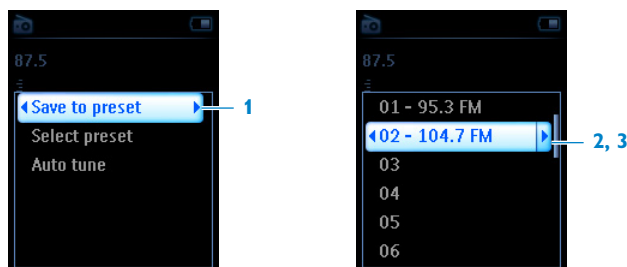 87.5
Save to preset
1
Select preset
Auto tune
87.5
01 - 95.3 FM
02 - 104.7 FM
2, 3
03
04
05
06